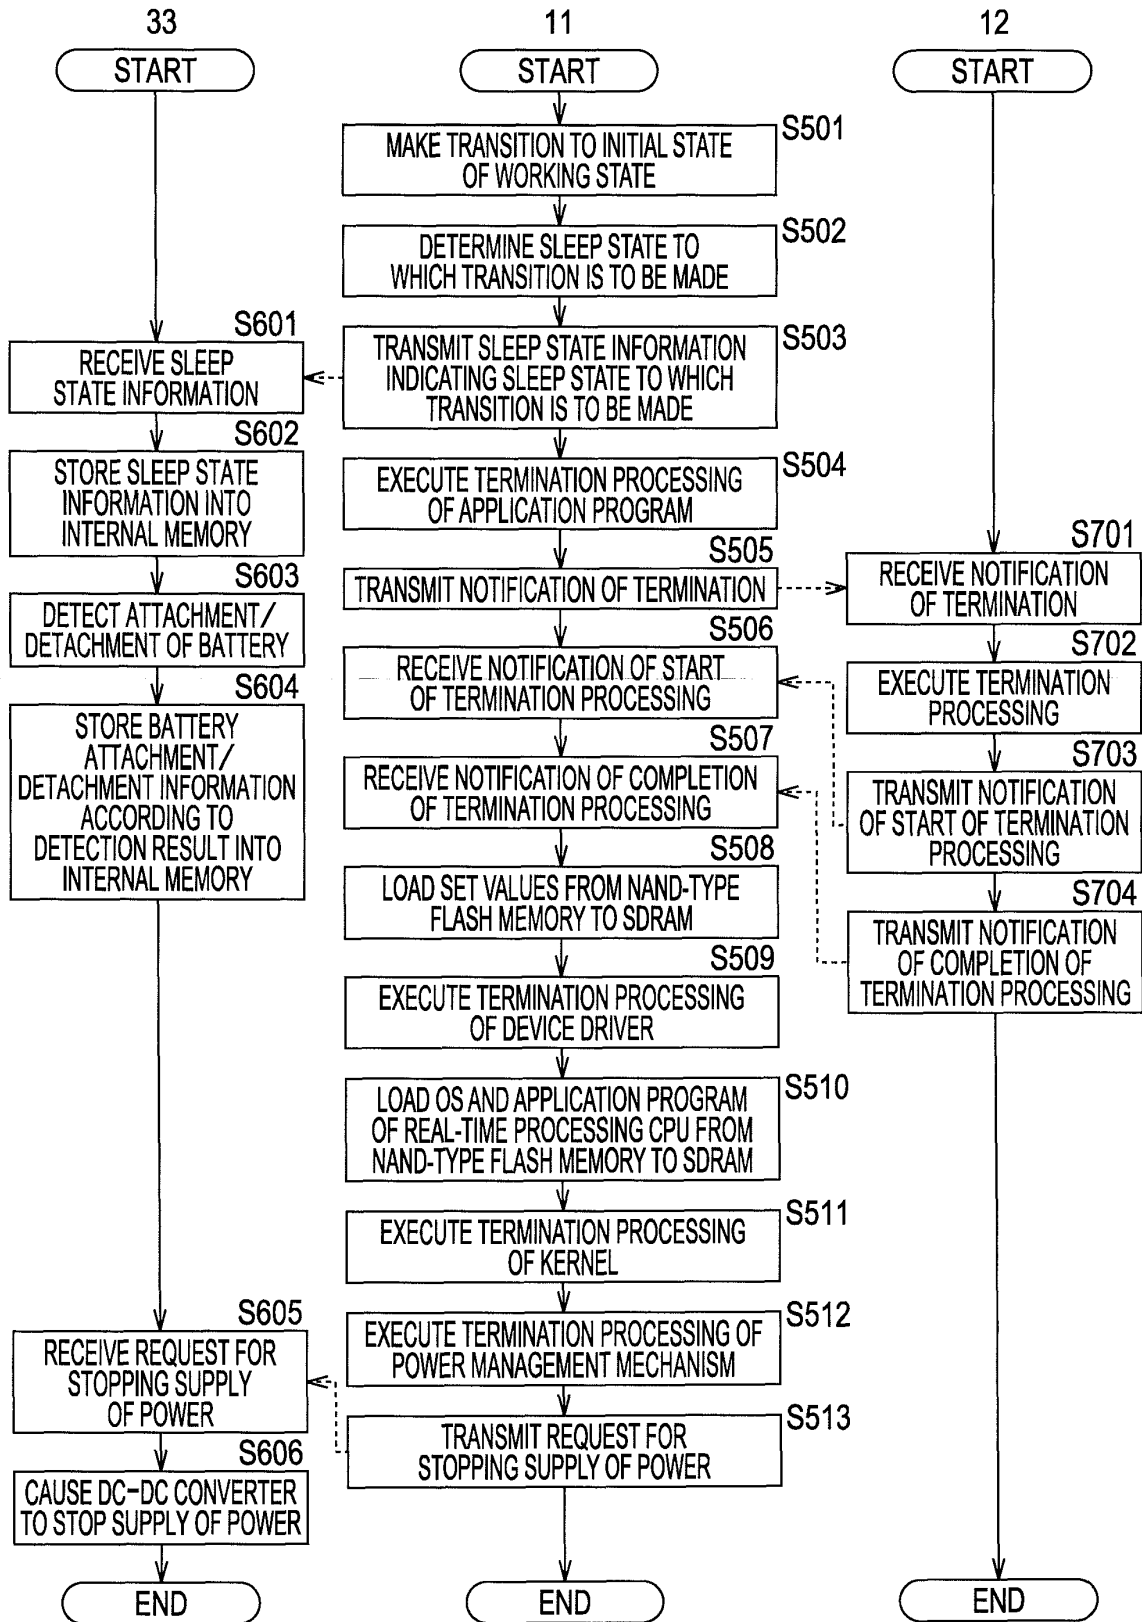 33
START
S601
RECEIVE SLEEP
STATE INFORMATION
S602
STORE SLEEP STATE
INFORMATION INTO
INTERNAL MEMORY
S603
DETECT ATTACHMENT/
DETACHMENT OF BATTERY
S604
STORE BATTERY
ATTACHMENT/
DETACHMENT INFORMATION
ACCORDING TO
DETECTION RESULT INTO
INTERNAL MEMORY
S605
RECEIVE REQUEST FOR
STOPPING SUPPLY
OF POWER
S606
CAUSE DC-DC CONVERTER
TO STOP SUPPLY OF POWER
END
11
START
S501
MAKE TRANSITION TO INITIAL STATE
OF WORKING STATE
S502
DETERMINE SLEEP STATE TO
WHICH TRANSITION IS TO BE MADE
S503
TRANSMIT SLEEP STATE INFORMATION
INDICATING SLEEP STATE TO WHICH
TRANSITION IS TO BE MADE
S504
EXECUTE TERMINATION PROCESSING
OF APPLICATION PROGRAM
S505
TRANSMIT NOTIFICATION OF TERMINATION
S506
RECEIVE NOTIFICATION OF START
OF TERMINATION PROCESSING
S507
RECEIVE NOTIFICATION OF COMPLETION
OF TERMINATION PROCESSING
S508
LOAD SET VALUES FROM NAND-TYPE
FLASH MEMORY TO SDRAM
S509
EXECUTE TERMINATION PROCESSING
OF DEVICE DRIVER
S510
LOAD OS AND APPLICATION PROGRAM
OF REAL-TIME PROCESSING CPU FROM
NAND-TYPE FLASH MEMORY TO SDRAM
S511
EXECUTE TERMINATION PROCESSING
OF KERNEL
S512
EXECUTE TERMINATION PROCESSING OF
POWER MANAGEMENT MECHANISM
S513
TRANSMIT REQUEST FOR
STOPPING SUPPLY OF POWER
END
12
START
S701
RECEIVE NOTIFICATION
OF TERMINATION
S702
EXECUTE TERMINATION
PROCESSING
S703
TRANSMIT NOTIFICATION
OF START OF TERMINATION
PROCESSING
S704
TRANSMIT NOTIFICATION
OF COMPLETION OF
TERMINATION PROCESSING
END